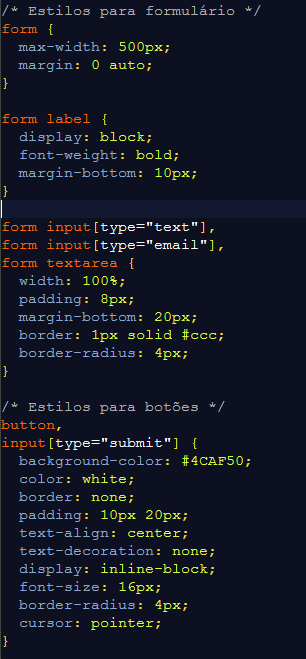 /* Estilos para formulário */
form {
  max-width: 500px;
  margin: 0 auto;
}

form label {
  display: block;
  font-weight: bold;
  margin-bottom: 10px;
}

form input[type="text"],
form input[type="email"],
form textarea {
  width: 100%;
  padding: 8px;
  margin-bottom: 20px;
  border: 1px solid #ccc;
  border-radius: 4px;
}

/* Estilos para botões */
button,
input[type="submit"] {
  background-color: #4CAF50;
  color: white;
  border: none;
  padding: 10px 20px;
  text-align: center;
  text-decoration: none;
  display: inline-block;
  font-size: 16px;
  border-radius: 4px;
  cursor: pointer;
}